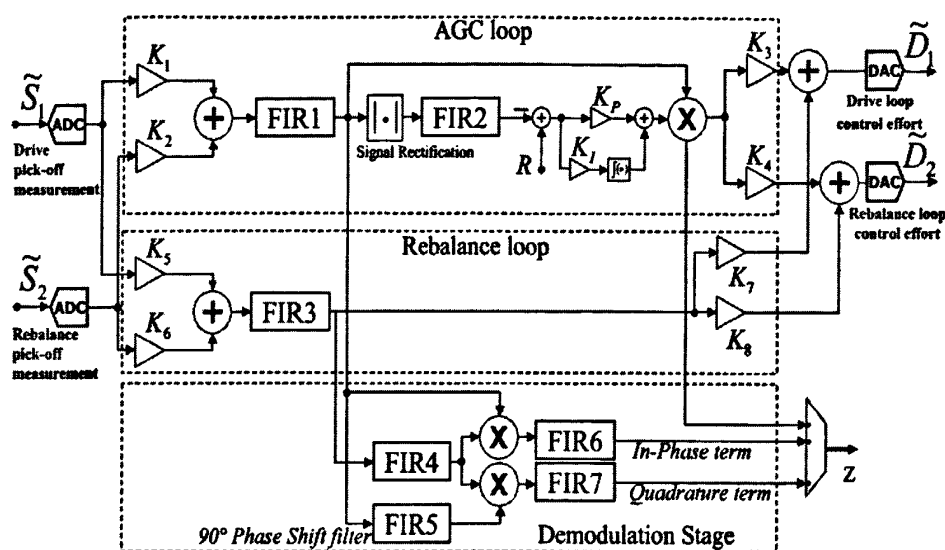 AGC loop
K1
K2
S̃1
ADC
Drive
pick-off
measurement
FIR1
| • |
Signal Rectification
FIR2
R
KP
KI
∫(•)
X
K3
K4
DAC
D̃1
Drive loop
control effort
DAC
D̃2
Rebalance loop
control effort
Rebalance loop
S̃2
ADC
Rebalance
pick-off
measurement
K5
K6
FIR3
K7
K8
FIR4
X
FIR6
In-Phase term
X
FIR7
Quadrature term
Z
FIR5
90° Phase Shift filter
Demodulation Stage